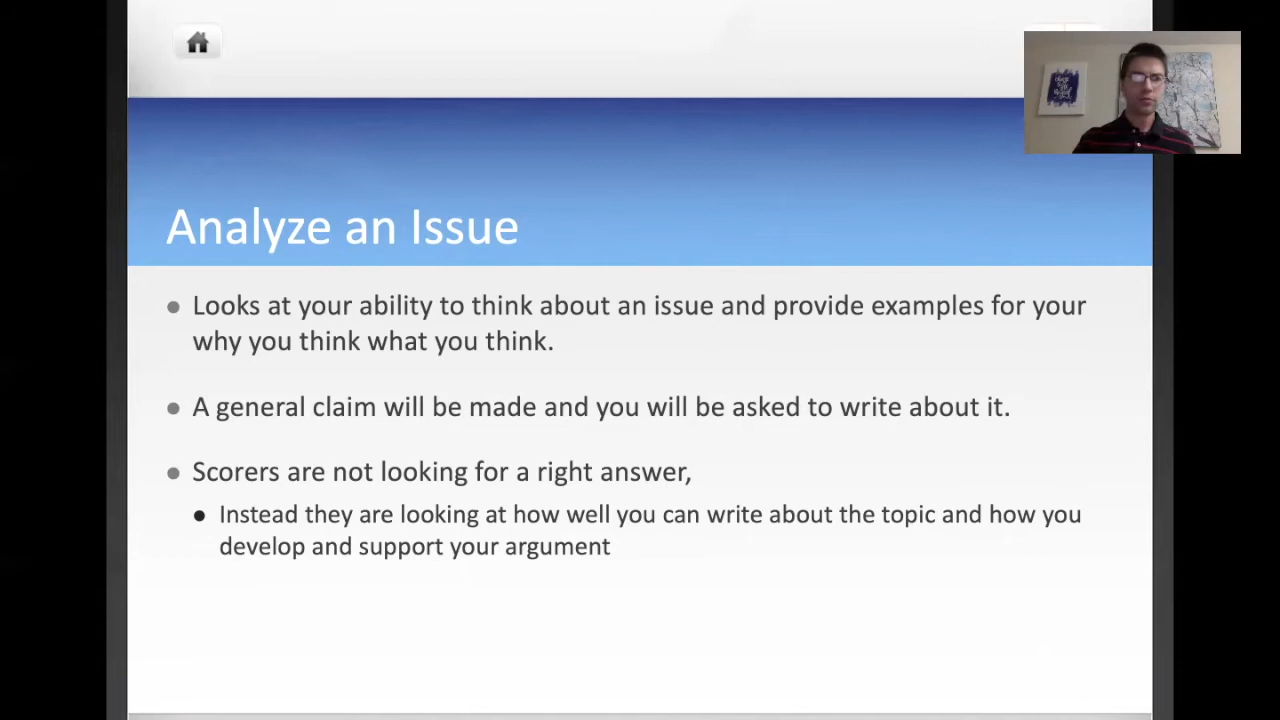 Analyze an Issue
Looks at your ability to think about an issue and provide examples for your
why you think what you think.
A general claim will be made and you will be asked to write about it.
Scorers are not looking for a right answer,
Instead they are looking at how well you can write about the topic and how you
develop and support your argument